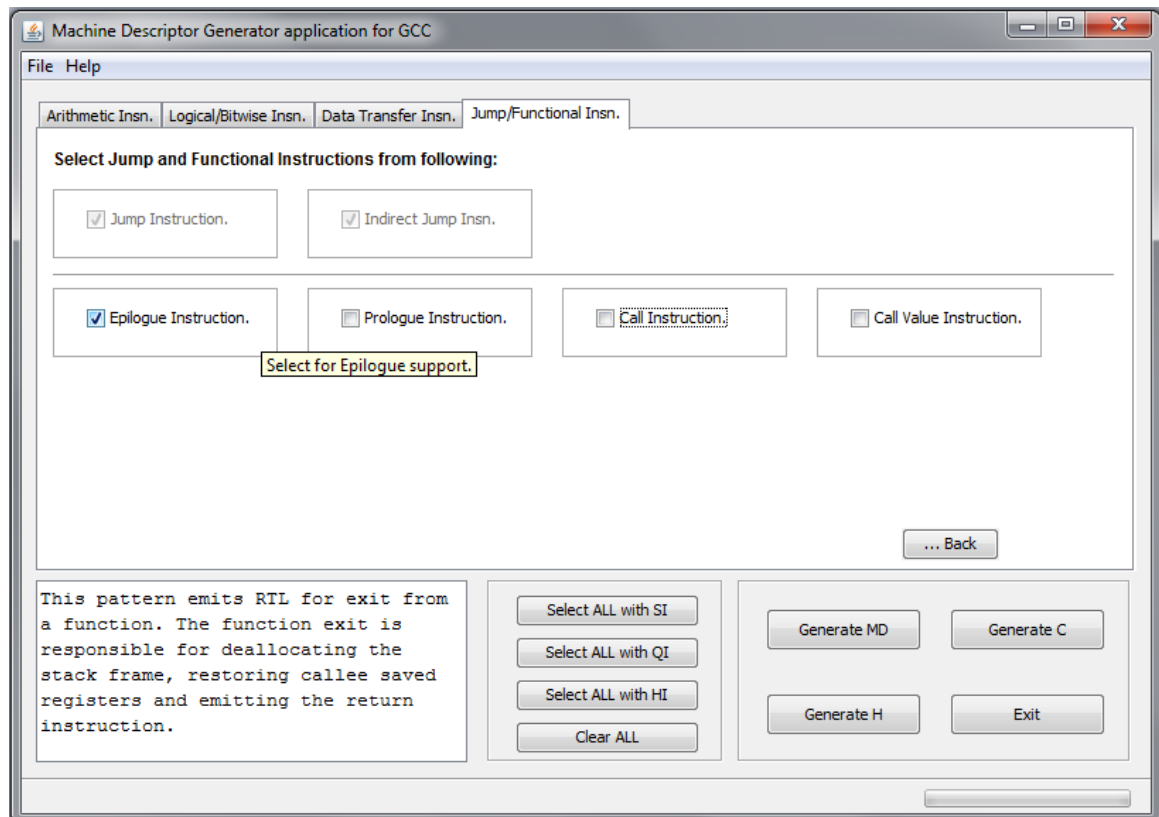 Machine Descriptor Generator application for GCC
File Help
Arithmetic Insn. Logical/Bitwise Insn. Data Transfer Insn. Jump/Functional Insn.
Select Jump and Functional Instructions from following:
Jump Instruction. Indirect Jump Insn.
Epilogue Instruction. Prologue Instruction. Call Instruction. Call Value Instruction.
Select for Epilogue support.
... Back
This pattern emits RTL for exit from
a function. The function exit is
responsible for deallocating the
stack frame, restoring callee saved
registers and emitting the return
instruction.
Select ALL with SI
Select ALL with QI
Select ALL with HI
Clear ALL
Generate MD Generate C
Generate H Exit